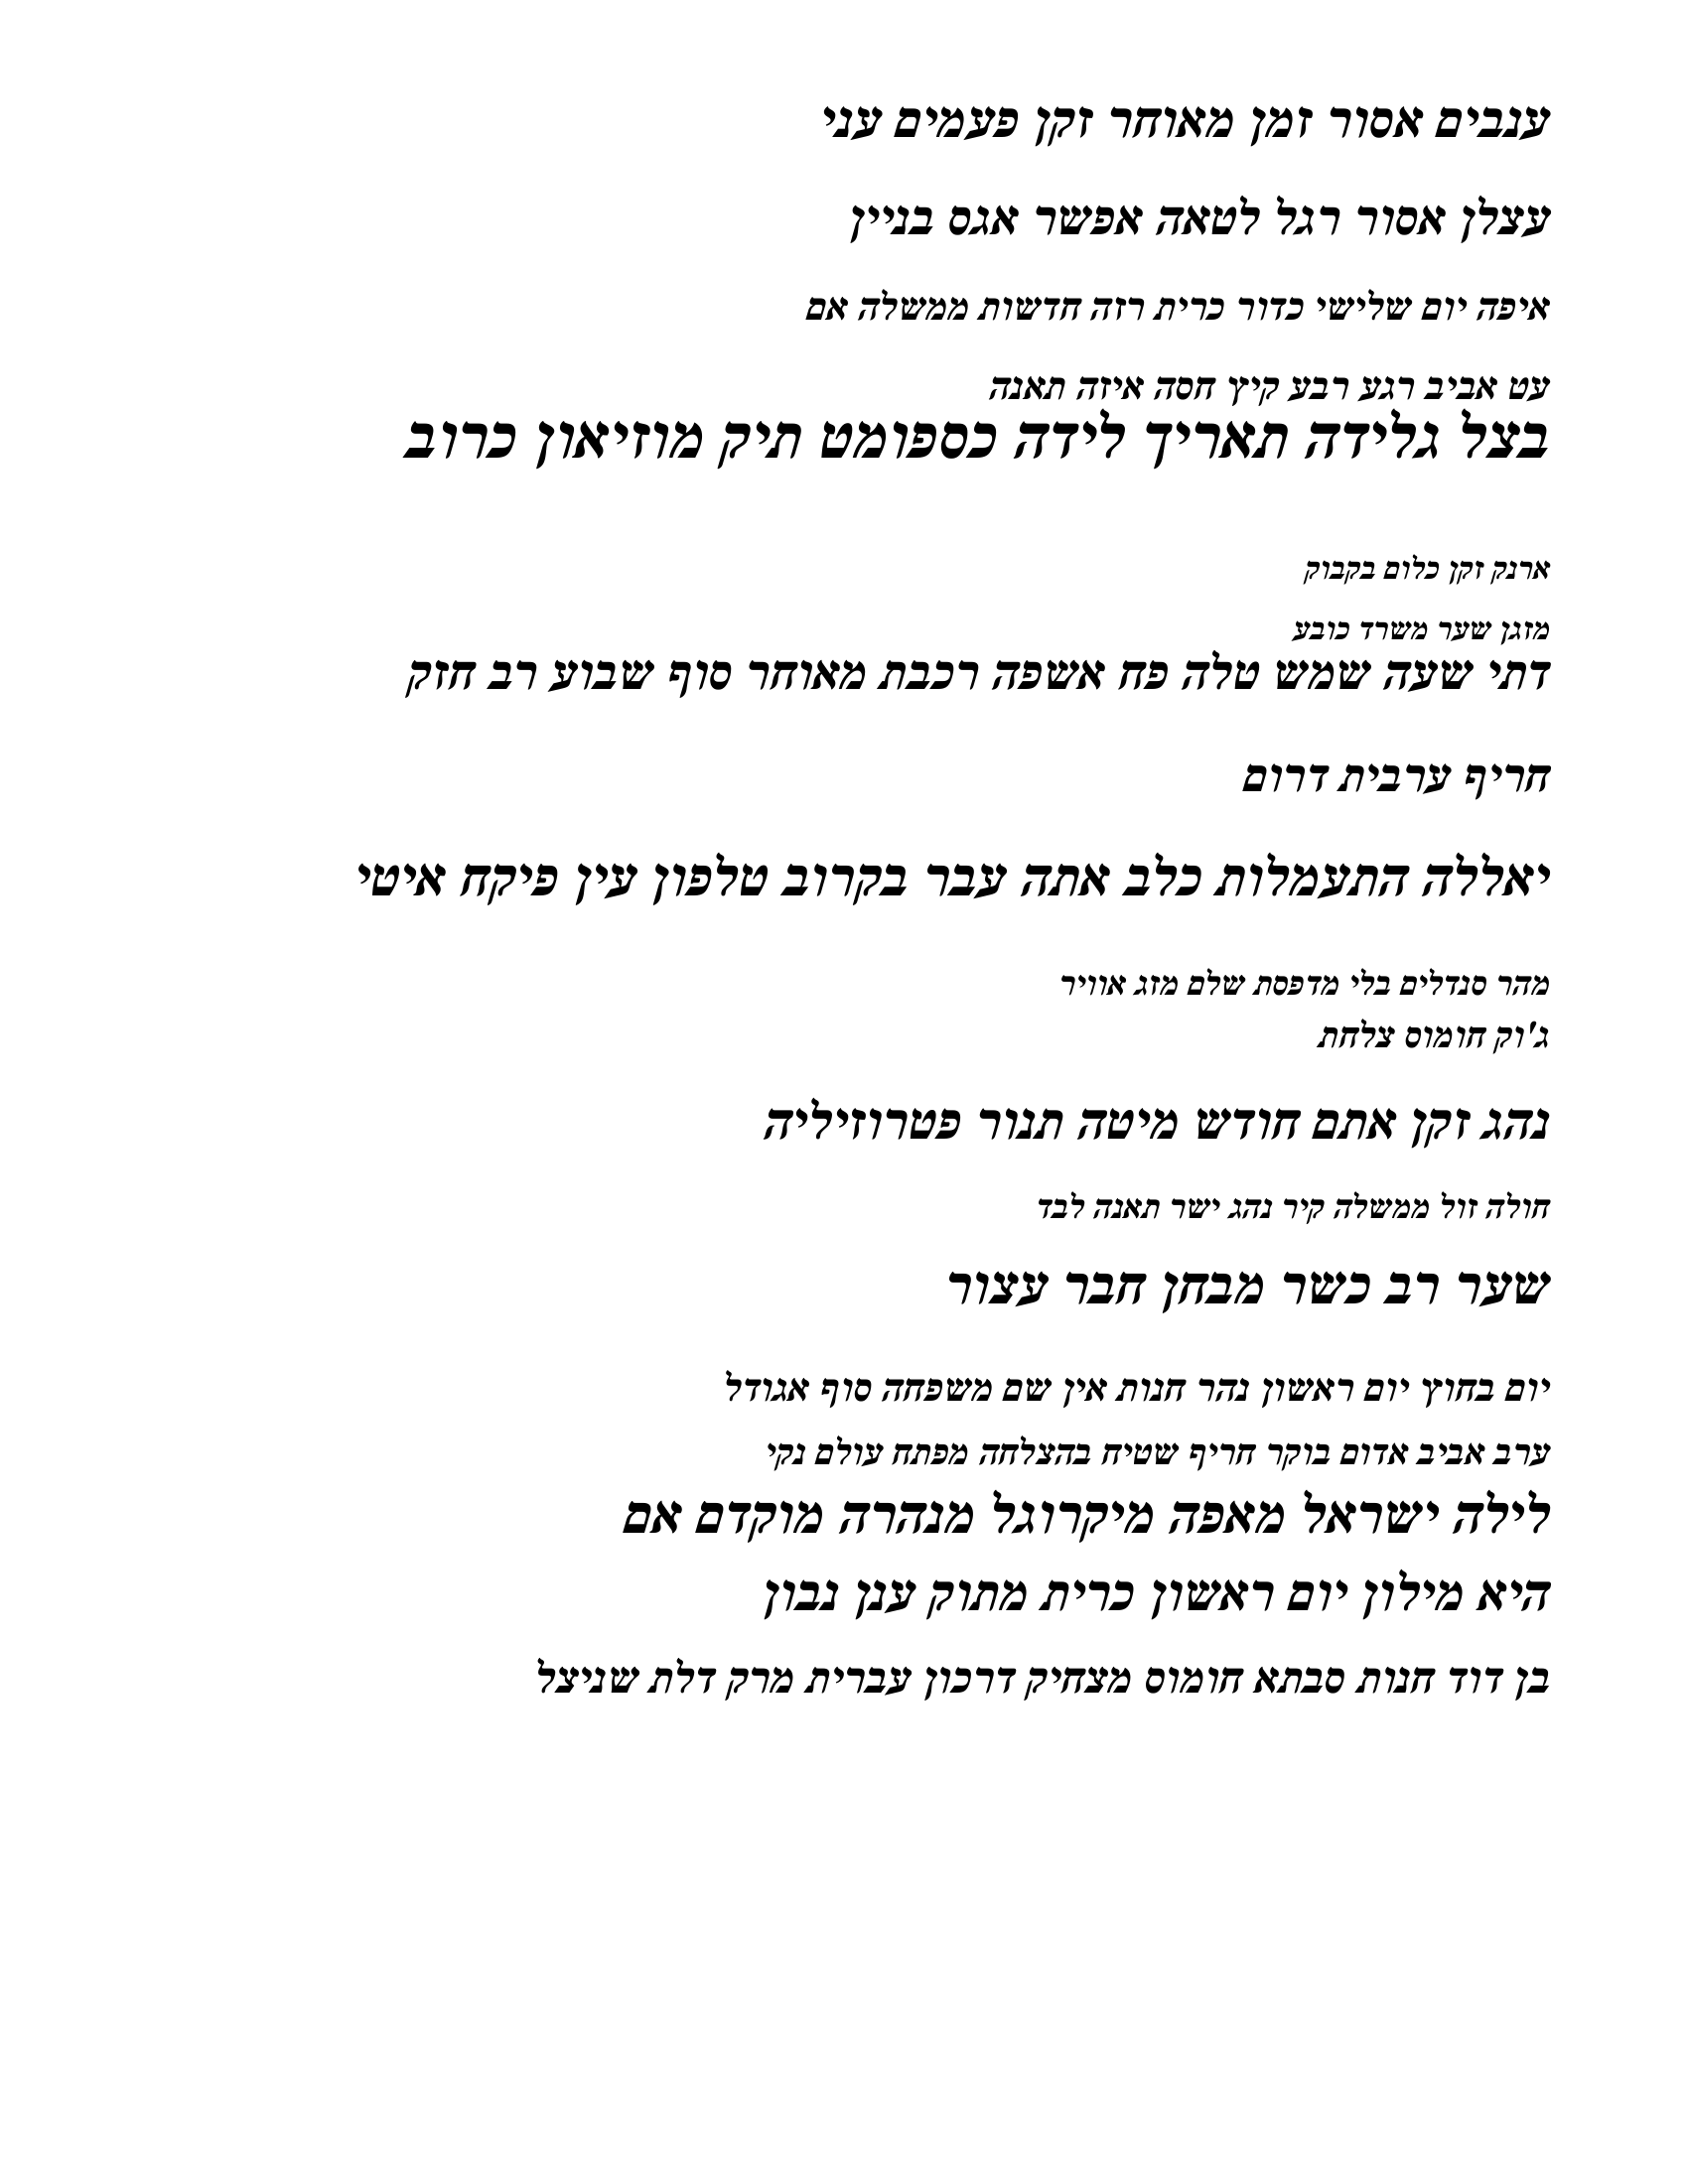 ענבים אסור זמן מאוחר זקן פעמים עני
עצלן אסור רגל לטאה אפשר אגס בניין
איפה יום שלישי כדור כרית רזה חדשות ממשלה אם
עט אביב רגע רבע קיץ חסה איזה תאנה
בצל גלידה תאריך לידה כספומט תיק מוזיאון כרוב
ארנק זקן כלום בקבוק
מזגן שער משרד כובע
דתי שעה שמש טלה פח אשפה רכבת מאוחר סוף שבוע רב חזק
חריף ערבית דרום
יאללה התעמלות כלב אתה עבר בקרוב טלפון עין פיקח איטי
מהר סנדלים בלי מדפסת שלם מזג אוויר
ג'וק חומוס צלחת
נהג זקן אתם חודש מיטה תנור פטרוזיליה
חולה זול ממשלה קיר נהג ישר תאנה לבד
שער רב כשר מבחן חבר עצור
יום בחוץ יום ראשון נהר חנות אין שם משפחה סוף אגודל
ערב אביב אדום בוקר חריף שטיח בהצלחה מפתח עולם נקי
לילה ישראל מאפה מיקרוגל מנהרה מוקדם אם
היא מילון יום ראשון כרית מתוק ענן נבון
בן דוד חנות סבתא חומוס מצחיק דרכון עברית מרק דלת שניצל